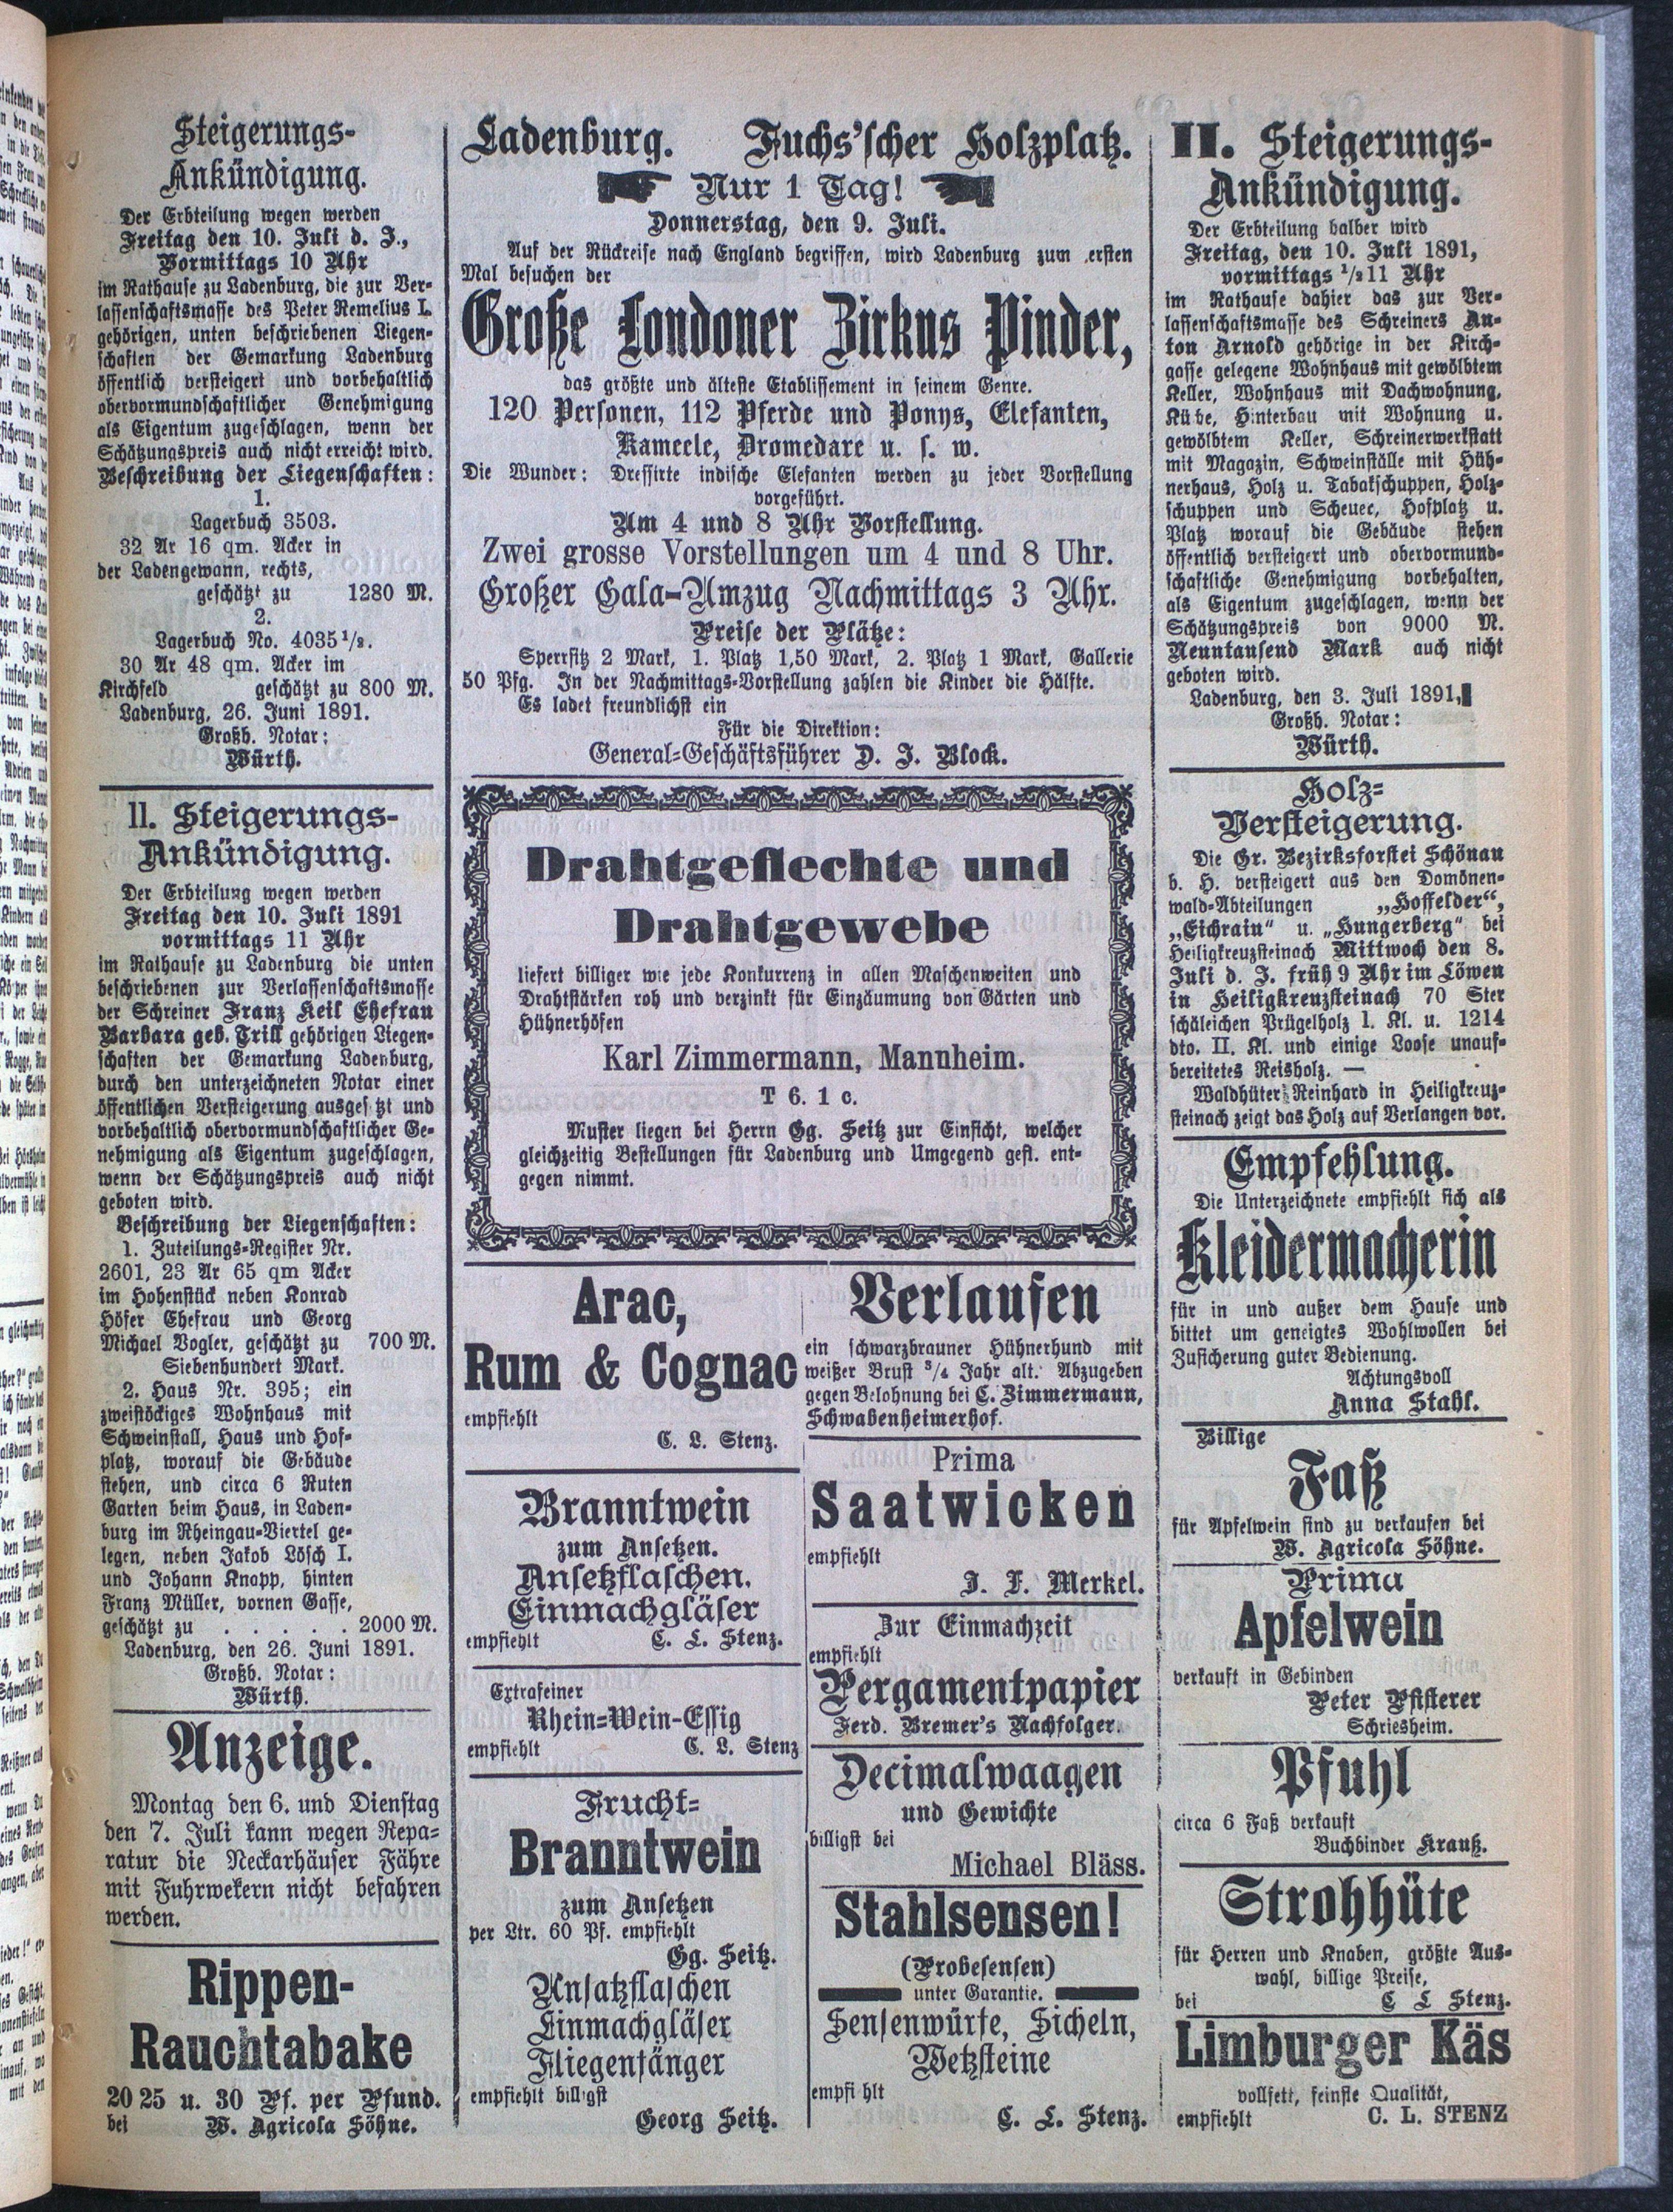 Steigerungs-
Ankündigung.
Der Erbteilung wegen werden
Freitag den 10. Juli d. J.,
Vormittags 10 Uhr
im Rathause zu Ladenburg, die zur Ver-
lassenschaftsmasse des Peter Remelius I.
gehörigen, unten beschriebenen Liegen-
schaften der Gemarkung Ladenburg
öffentlich versteigert und vorbehaltlich
obervormundschaftlicher Genehmigung
als Eigentum zugeschlagen, wenn der
Schätzungspreis auch nicht erreicht wird.
Beschreibung der Liegenschaften:
1.
Lagerbuch 3503.
32 Ar 16 qm. Acker in
der Ladengewann, rechts,
geschätzt zu 1280 M.
2.
Lagerbuch No. 4035 1/2.
30 Ar 48 qm. Acker im
Kirchfeld geschätzt zu 800 M.
Ladenburg, 26. Juni 1891.
Großb. Notar:
Würth.
II. Steigerungs-
Ankündigung.
Der Erbteilung wegen werden
Freitag den 10. Juli 1891
vormittags 11 Uhr
im Rathause zu Ladenburg die unten
beschriebenen zur Verlassenschaftsmasse
der Schreiner Franz Keil Ehefrau
Barbara geb. Trill gehörigen Liegen-
schaften der Gemarkung Ladenburg,
durch den unterzeichneten Notar einer
öffentlichen Versteigerung ausges tzt und
vorbehaltlich obervormundschaftlicher Ge-
nehmigung als Eigentum zugeschlagen,
wenn der Schätzungspreis auch nicht
geboten wird.
Beschreibung der Liegenschaften:
1. Zuteilungs-Register Nr.
2601, 23 Ar 65 qm Acker
im Hohenstück neben Konrad
Höfer Ehefrau und Georg
Michael Vogler, geschätzt zu 700 M.
Siebenhundert Mark.
2. Haus Nr. 395; ein
zweistöckiges Wohnhaus mit
Schweinstall, Haus und Hof-
platz, worauf die Gebäude
stehen, und circa 6 Ruten
Garten beim Haus, in Laden-
burg im Rheingau-Viertel ge-
legen, neben Jakob Lösch I.
und Johann Knapp, hinten
Franz Müller, vornen Gasse,
geschätzt zu . . . . . 2000 M.
Ladenburg, den 26. Juni 1891.
Großb. Notar:
Würth.
Anzeige.
Montag den 6. und Dienstag
den 7. Juli kann wegen Repa-
ratur die Neckarhäuser Fähre
mit Fuhrwekern nicht befahren
werden.
Rippen-
Rauchtabake
20 25 u. 30 Pf. per Pfund.
bei W. Agricola Söhne.
Ladenburg. Fuchs'scher Holzplatz.
Nur 1 Tag!
Donnerstag, den 9. Juli.
Auf der Rückreise nach England begriffen, wird Ladenburg zum ersten
Mal besuchen der
Große Londoner Zirkus Pinder,
das größte und älteste Etablissement in seinem Genre.
120 Personen, 112 Pferde und Ponys, Elefanten,
Kameele, Dromedare u. s. w.
Die Wunder: Dressirte indische Elefanten werden zu jeder Vorstellung
vorgeführt.
Um 4 und 8 Uhr Vorstellung.
Zwei grosse Vorstellungen um 4 und 8 Uhr.
Großer Gala-Umzug Nachmittags 3 Uhr.
Preise der Plätze:
Sperrsitz 2 Mark, 1. Platz 1,50 Mark, 2. Platz 1 Mark, Gallerie
50 Pfg. In der Nachmittags-Vorstellung zahlen die Kinder die Hälfte.
Es ladet freundlichst ein
Für die Direktion:
General-Geschäftsführer D. J. Block.
Drahtgeflechte und
Drahtgewebe
liefert billiger wie jede Konkurrenz in allen Maschenweiten und
Drahtstärken roh und verzinkt für Einzäumung von Gärten und
Hühnerhöfen
Karl Zimmermann, Mannheim.
T 6. 1 c.
Muster liegen bei Herrn Gg. Seitz zur Einsicht, welcher
gleichzeitig Bestellungen für Ladenburg und Umgegend gefl. ent-
gegen nimmt.
Arac,
Rum & Cognac
empfiehlt
C. L. Stenz.
Branntwein
zum Ansetzen.
Ansetzflaschen.
Einmachgläser
empfiehlt C. L. Stenz.
Extrafeiner
Rhein-Wein-Essig
empfiehlt C. L. Stenz
Frucht-
Branntwein
zum Ansetzen
per Ltr. 60 Pf. empfiehlt
Gg. Seitz.
Ansatzflaschen
Einmachgläser
Fliegenfänger
empfiehlt billigst
Georg Seitz.
Verlaufen
ein schwarzbrauner Hühnerhund mit
weißer Brust 3/4 Jahr alt. Abzugeben
gegen Belohnung bei C. Zimmermann,
Schwabenheimerhof.
Prima
Saatwicken
empfiehlt
J. F. Merkel.
Zur Einmachzeit
empfiehlt
Pergamentpapier
Ferd. Bremer's Nachfolger.
Decimalwaagen
und Gewichte
billigst bei
Michael Bläss.
Stahlsensen!
(Probesensen)
unter Garantie.
Sensenwürfe, Sicheln,
Wetzsteine
empfi hlt
C. L. Stenz.
II. Steigerungs-
Ankündigung.
Der Erbteilung halber wird
Freitag, den 10. Juli 1891,
vormittags 1/2 11 Uhr
im Rathause dahier das zur Ver-
lassenschaftsmasse des Schreiners An-
ton Arnold gehörige in der Kirch-
gasse gelegene Wohnhaus mit gewölbtem
Keller, Wohnhaus mit Dachwohnung,
Kü be, Hinterbau mit Wohnung u.
gewölbtem Keller, Schreinerwerkstatt
mit Magazin, Schweinställe mit Hüh-
nerhaus, Holz u. Tabakschuppen, Holz-
schuppen und Scheuer, Hofplatz u.
Platz worauf die Gebäude stehen
öffentlich versteigert und obervormund-
schaftliche Genehmigung vorbehalten,
als Eigentum zugeschlagen, wenn der
Schätzungspreis von 9000 M.
Neuntausend Mark auch nicht
geboten wird.
Ladenburg, den 3. Juli 1891,
Großb. Notar:
Würth.
Holz-
Versteigerung.
Die Gr. Bezirksforstei Schönau
b. H. versteigert aus den Domönen-
wald-Abteilungen „Hoffelder“,
„Eichrain“ u. „Hungerberg“ bei
Heiligkreuzsteinach Mittwoch den 8.
Juli d. J. früh 9 Uhr im Löwen
in Heiligkreuzsteinach 70 Ster
schäleichen Prügelholz 1. Kl. u. 1214
dto. II. Kl. und einige Loose unauf-
bereitetes Reisholz. —
Waldhüter Reinhard in Heiligkreuz-
steinach zeigt das Holz auf Verlangen vor.
Empfehlung.
Die Unterzeichnete empfiehlt sich als
Kleidermacherin
für in und außer dem Hause und
bittet um geneigtes Wohlwollen bei
Zusicherung guter Bedienung.
Achtungsvoll
Anna Stahl.
Billige
Faß
für Apfelwein sind zu verkaufen bei
W. Agricola Söhne.
Prima
Apfelwein
verkauft in Gebinden
Peter Pfisterer
Schriesheim.
Pfuhl
circa 6 Faß verkauft
Buchbinder Krauß.
Strohhüte
für Herren und Knaben, größte Aus-
wahl, billige Preise,
bei C L Stenz.
Limburger Käs
vollfett, feinste Qualität,
empfiehlt C. L. STENZ